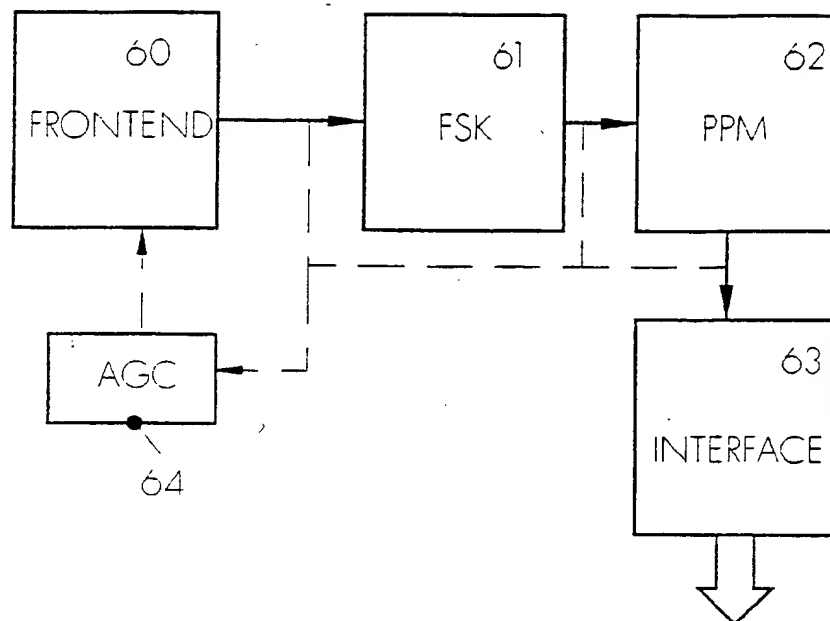 60
FRONTEND
61
FSK
62
PPM
AGC
64
63
INTERFACE